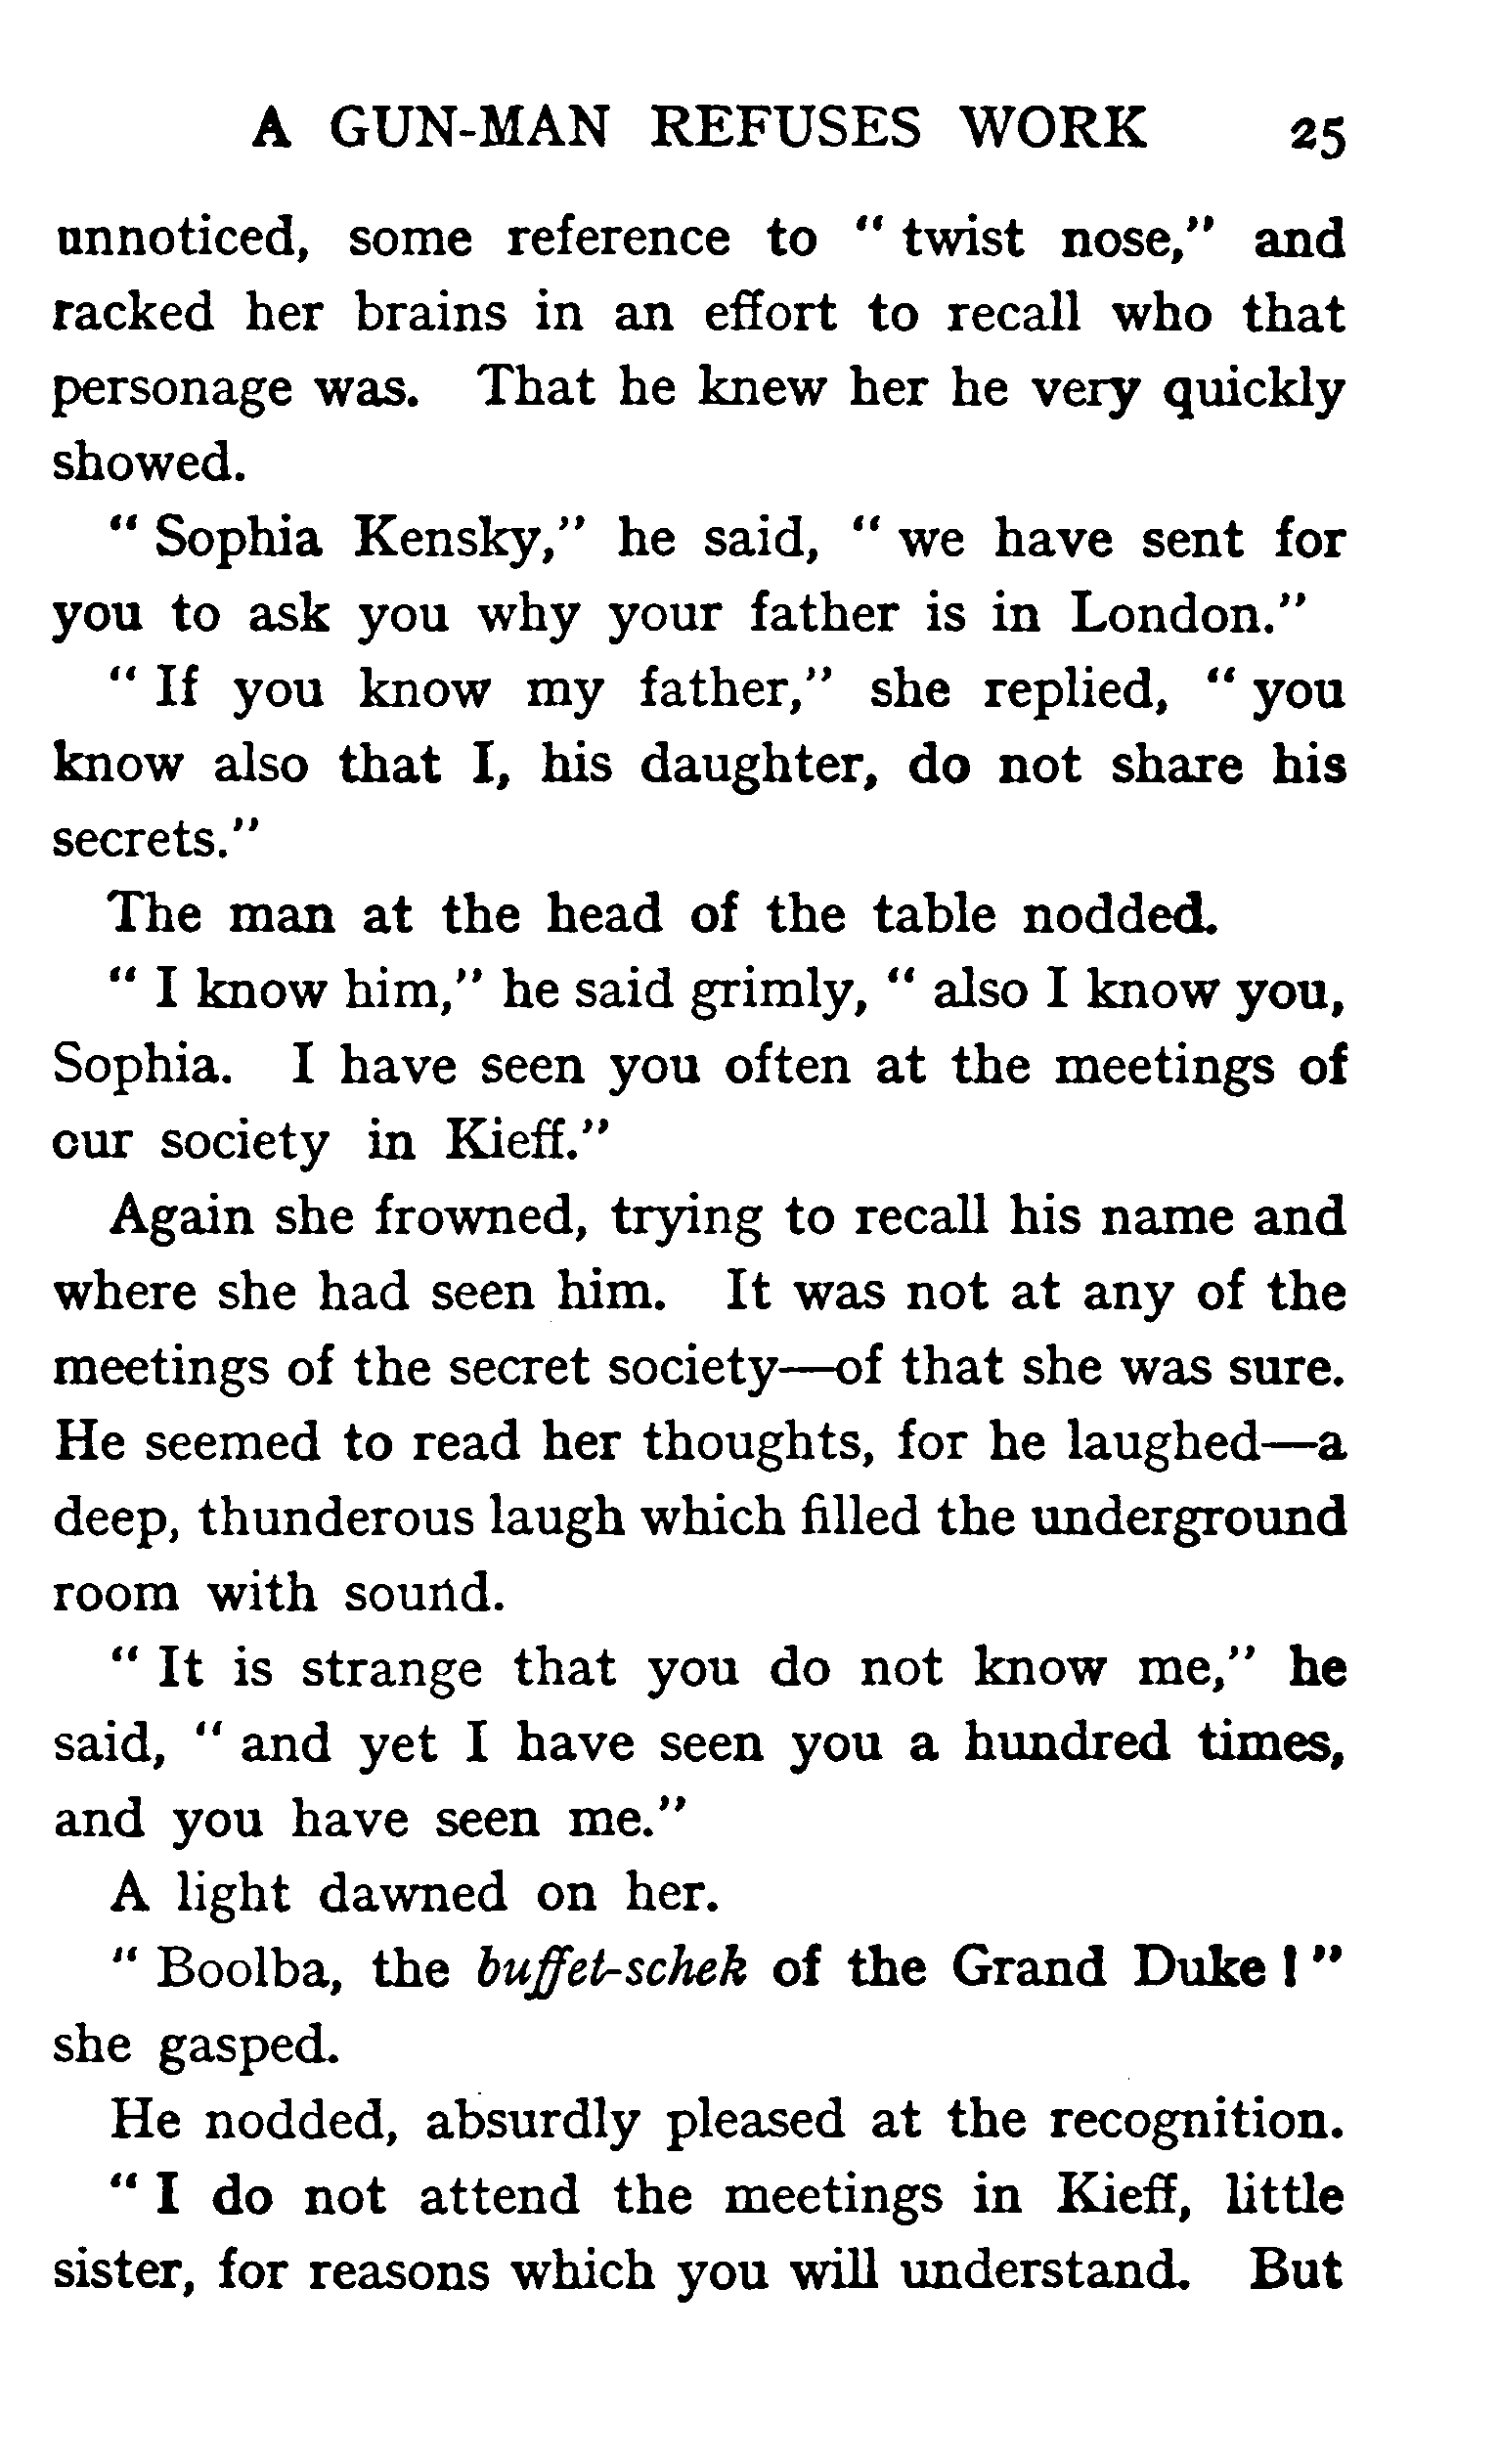 A GUN-MAN REFUSES WORK 25
unnoticed, some reference to " twist nose," and
racked her brains in an effort to recall who that
personage was. That he knew her he very quickly
showed.
" Sophia Kensky," he said, " we have sent for
you to ask you why your father is in London."
" If you know my father," she replied, " you
know also that I, his daughter, do not share his
secrets."
The man at the head of the table nodded.
" I know him," he said grimly, " also I know you,
Sophia. I have seen you often at the meetings of
our society in Kieff."
Again she frowned, trying to recall his name and
where she had seen him. It was not at any of the
meetings of the secret society—of that she was sure.
He seemed to read her thoughts, for he laughed—a
deep, thunderous laugh which filled the underground
room with sound.
" It is strange that you do not know me," he
said, " and yet I have seen you a hundred times,
and you have seen me."
A light dawned on her.
" Boolba, the buffet-schek of the Grand Duke ! "
she gasped.
He nodded, absurdly pleased at the recognition.
" I do not attend the meetings in Kieff, little
sister, for reasons which you will understand. But